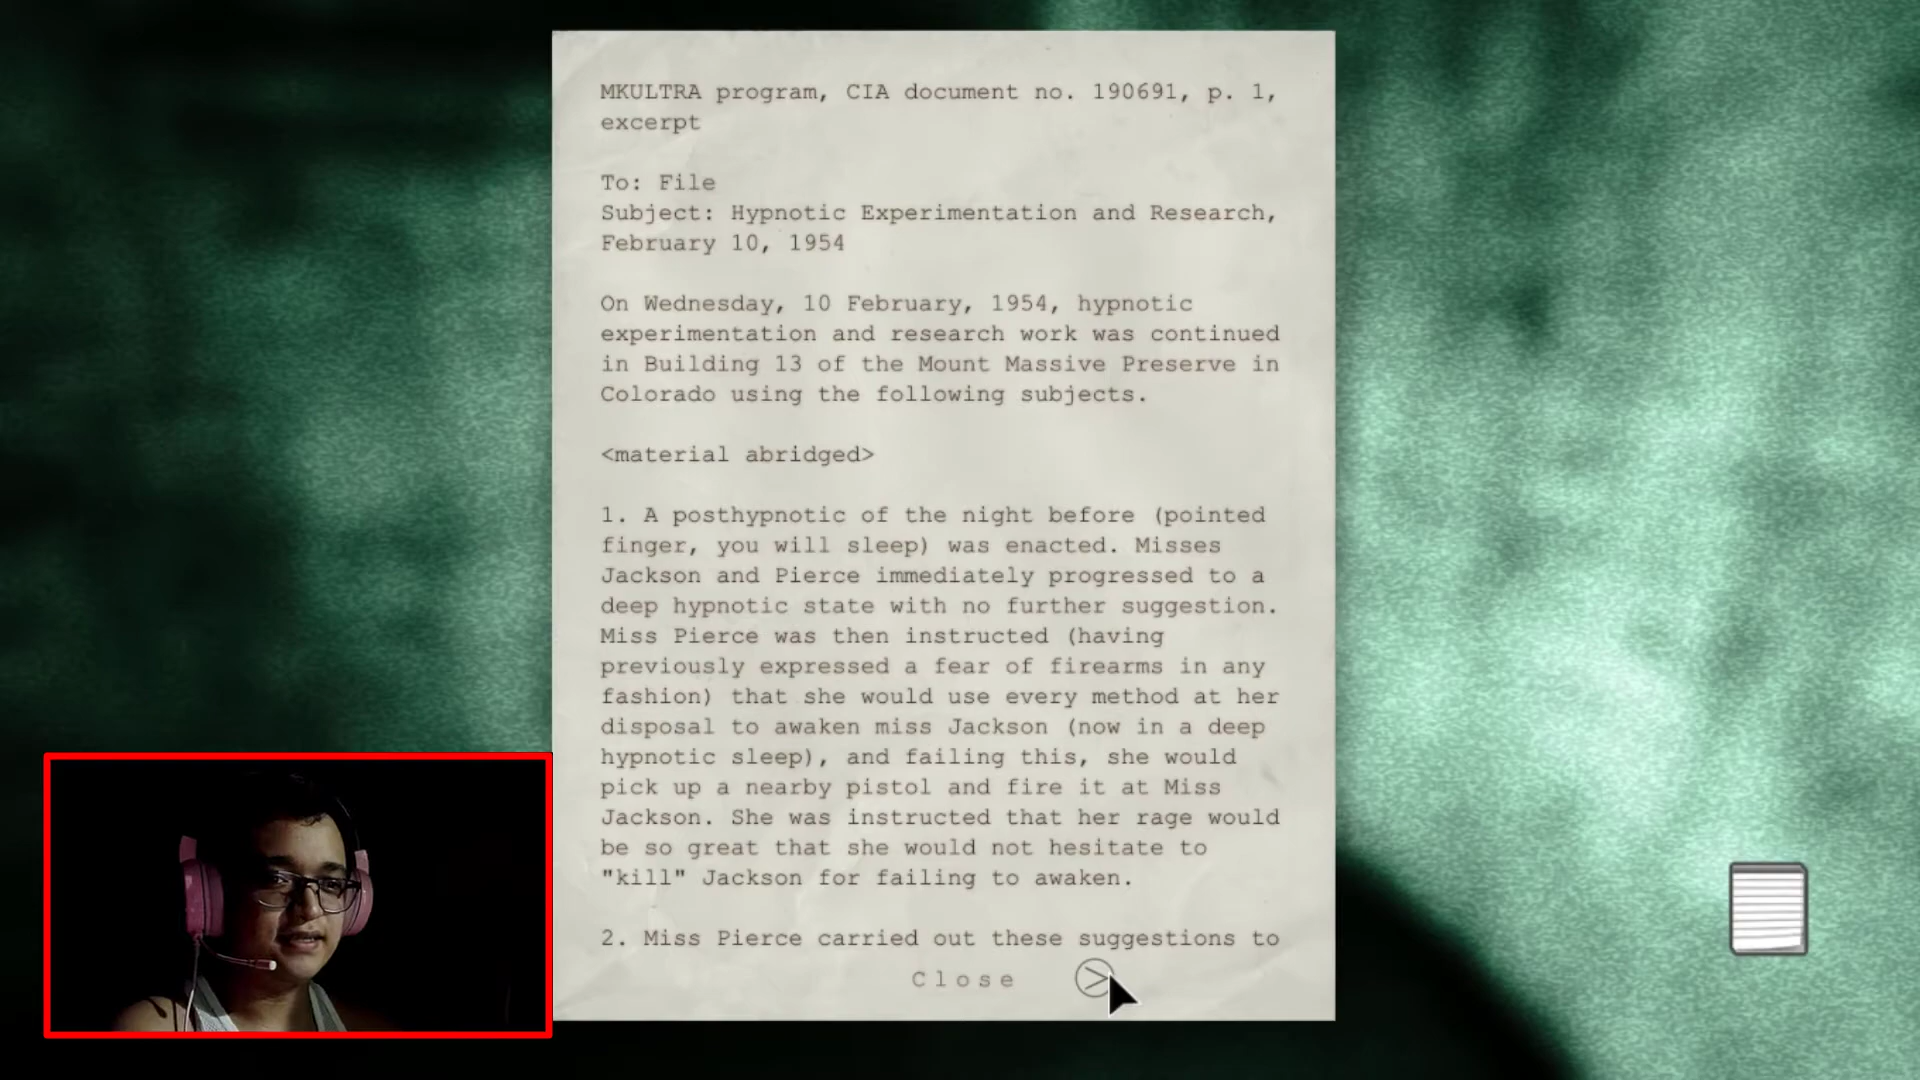 MKULTRA program, CIA document no. 190691, p. 1,
excerpt
To: File
Subject: Hypnotic Experimentation and Research,
February 10, 1954
On Wednesday, 10 February, 1954, hypnotic
experimentation and research work was continued
in Building 13 of the Mount Massive Preserve in
Colorado using the following subjects.
<material abridged>
1. A posthypnotic of the night before (pointed
finger, you will sleep) was enacted. Misses
Jackson and Pierce immediately progressed to a
deep hypnotic state with no further suggestion.
Miss Pierce was then instructed (having
previously expressed a fear of firearms in any
fashion) that she would use every method at her
disposal to awaken miss Jackson (now in a deep
hypnotic sleep), and failing this, she would
pick up a nearby pistol and fire it at Miss
Jackson. She was instructed that her rage would
be so great that she would not hesitate to
"kill" Jackson for failing to awaken.
2. Miss Pierce carried out these suggestions to
Close >